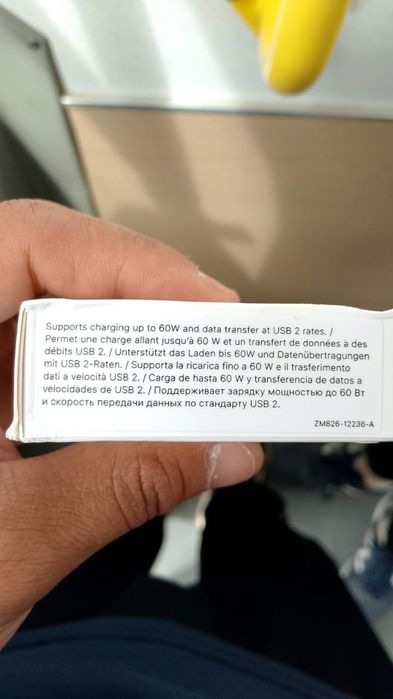 Supports charging up to 60W and data transfer at USB 2 rates. /
Permet une charge allant jusqu'à 60 W et un transfert de données à des
débits USB 2. / Unterstützt das Laden bis 60W und Datenübertragungen
mit USB 2-Raten. / Supporta la ricarica fino a 60 W e il trasferimento
dati a velocità USB 2. / Carga de hasta 60 W y transferencia de datos a
velocidades de USB 2. / Поддерживает зарядку мощностью до 60 Вт
и скорость передачи данных по стандарту USB 2.
ZM826-12236-A